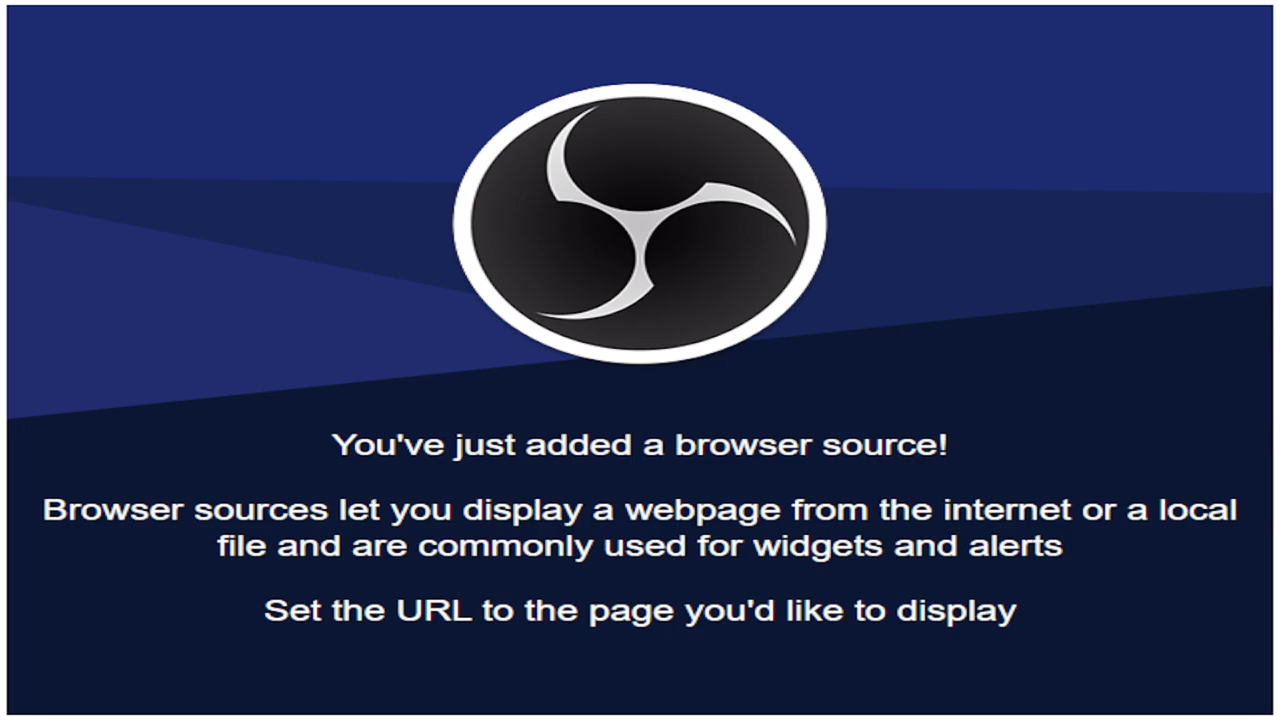 You've just added a browser source!
Browser sources let you display a webpage from the internet or a local
file and are commonly used for widgets and alerts
Set the URL to the page you'd like to display